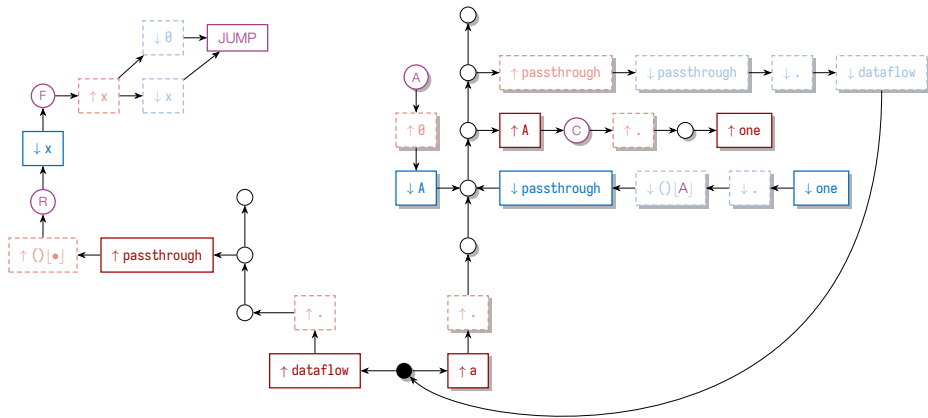 ↓ 0
JUMP
F
↑ x
↓ x
A
↑ passthrough
↓ passthrough
↓ .
↓ dataflow
↑ 0
↑ A
C
↑ .
↑ one
↓ x
↓ A
↓ passthrough
↓ ()⌊A⌋
↓ .
↓ one
R
↑ ()⌊•⌋
↑ passthrough
↑ .
↑ .
↑ dataflow
↑ a